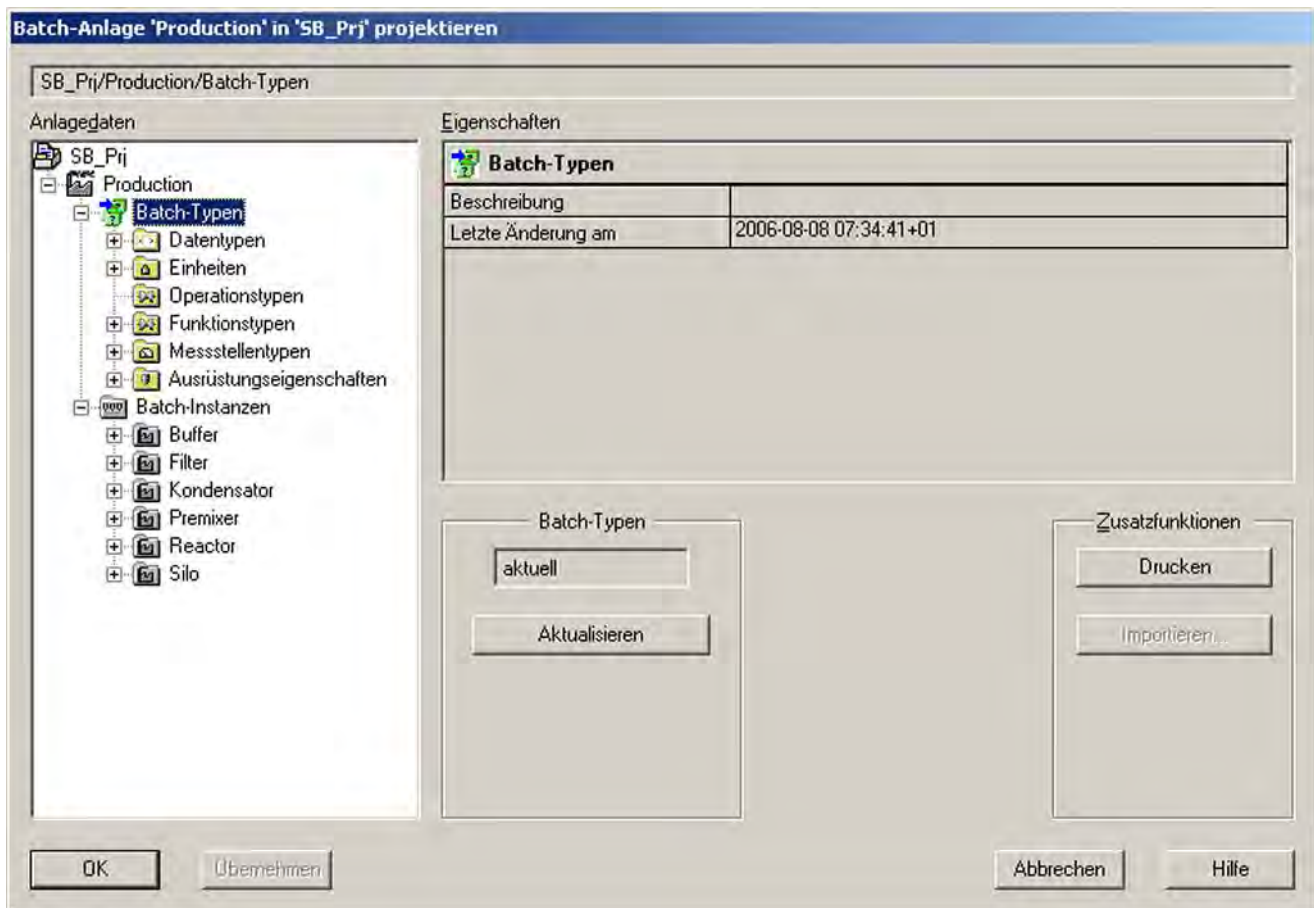 Batch-Anlage 'Production' in 'SB_Prj' projektieren
SB_Prj/Production/Batch-Typen
Anlagedaten
SB_Prj
Production
Batch-Typen
Datentypen
Einheiten
Operationstypen
Funktionstypen
Messstellentypen
Ausrüstungseigenschaften
Batch-Instanzen
Buffer
Filter
Kondensator
Premixer
Reactor
Silo
Eigenschaften
Batch-Typen
Beschreibung
Letzte Änderung am 2006-08-08 07:34:41+01
Batch-Typen
aktuell
Aktualisieren
Zusatzfunktionen
Drucken
Importieren...
OK Übernehmen Abbrechen Hilfe